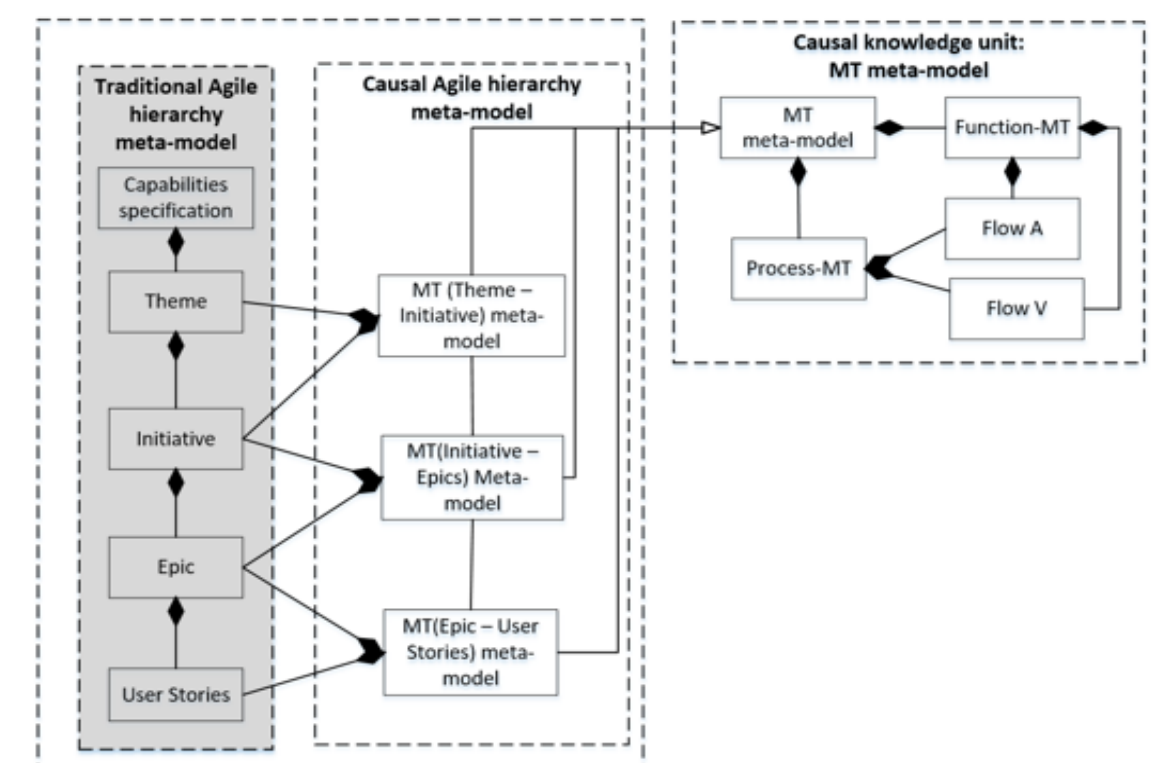 Traditional Agile
hierarchy
meta-model
Capabilities
specification
Theme
Initiative
Epic
User Stories
Causal Agile hierarchy
meta-model
MT (Theme –
Initiative) meta-
model
MT(Initiative –
Epics) Meta-
model
MT(Epic – User
Stories) meta-
model
Causal knowledge unit:
MT meta-model
MT
meta-model
Function-MT
Flow A
Process-MT
Flow V